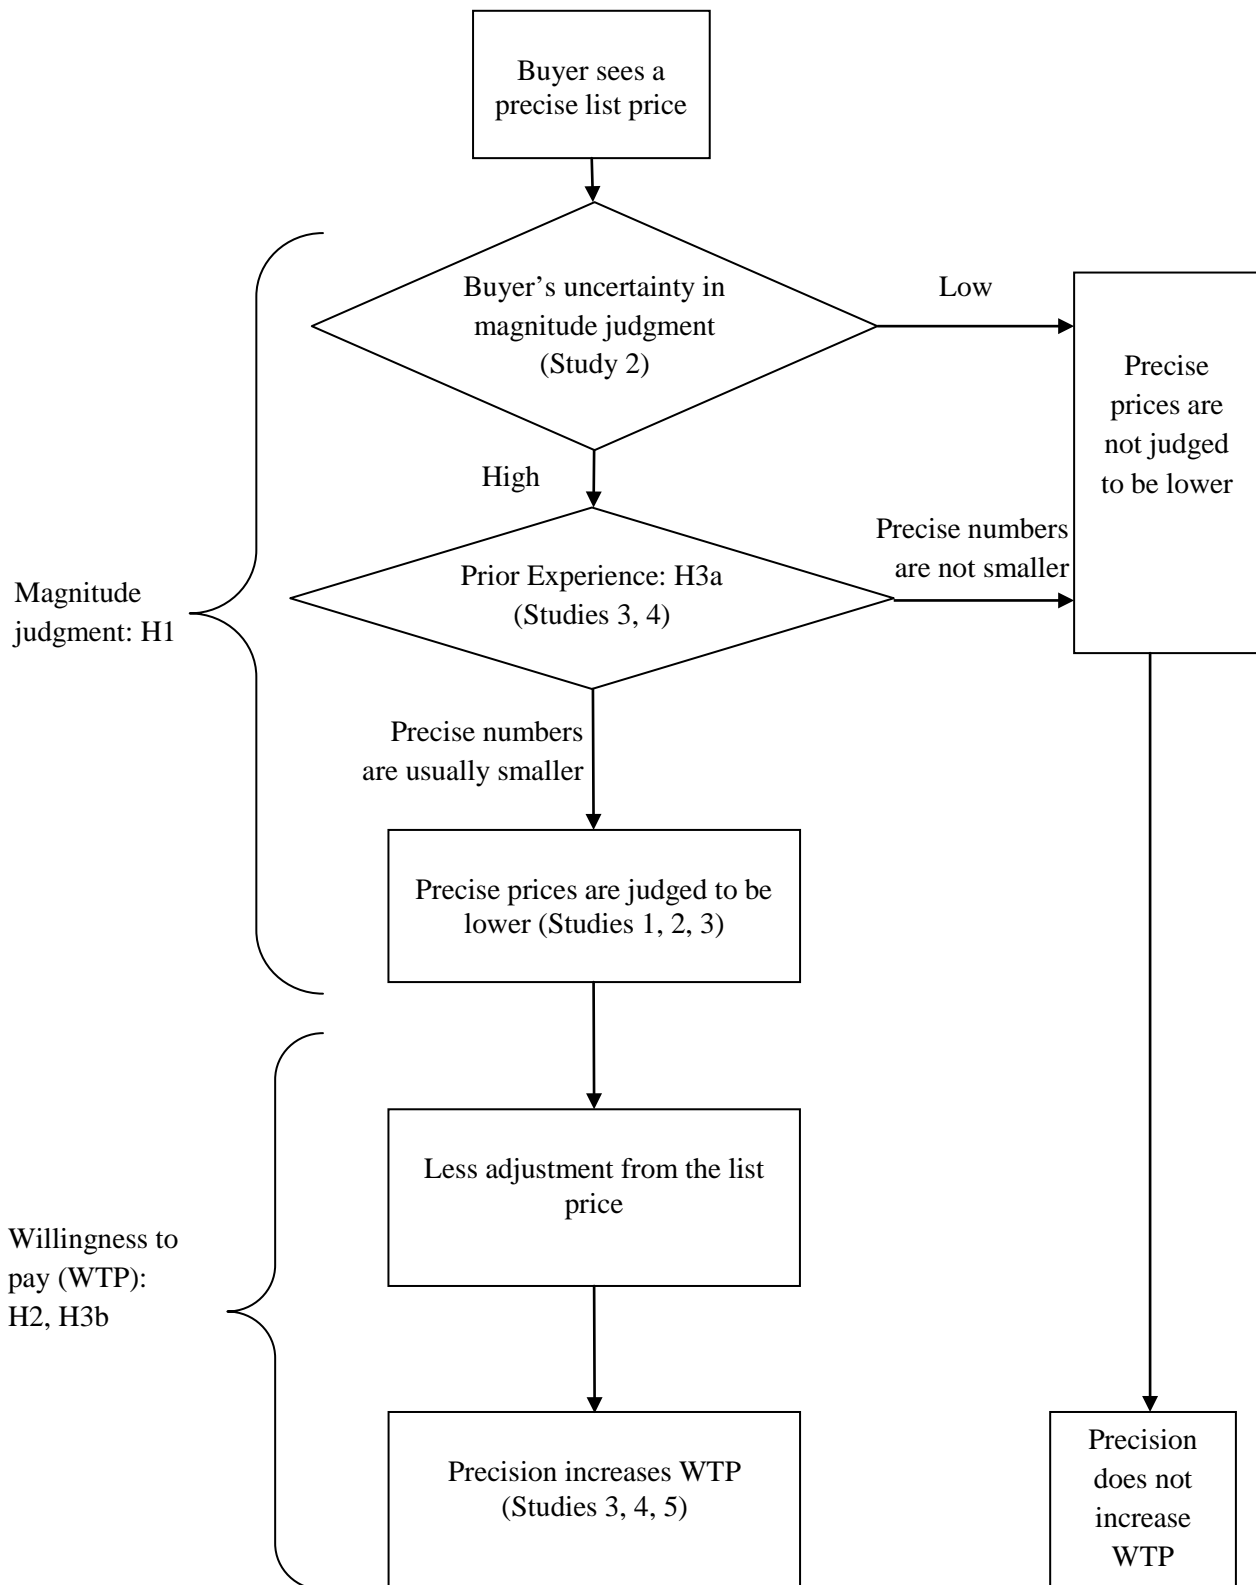 Buyer sees a
precise list price
Buyer’s uncertainty in
magnitude judgment
(Study 2)
Low
Precise
prices are
not judged
to be lower
High
Precise numbers
are not smaller
Prior Experience: H3a
(Studies 3, 4)
Magnitude
judgment: H1
Precise numbers
are usually smaller
Precise prices are judged to be
lower (Studies 1, 2, 3)
Less adjustment from the list
price
Willingness to
pay (WTP):
H2, H3b
Precision increases WTP
(Studies 3, 4, 5)
Precision
does not
increase
WTP